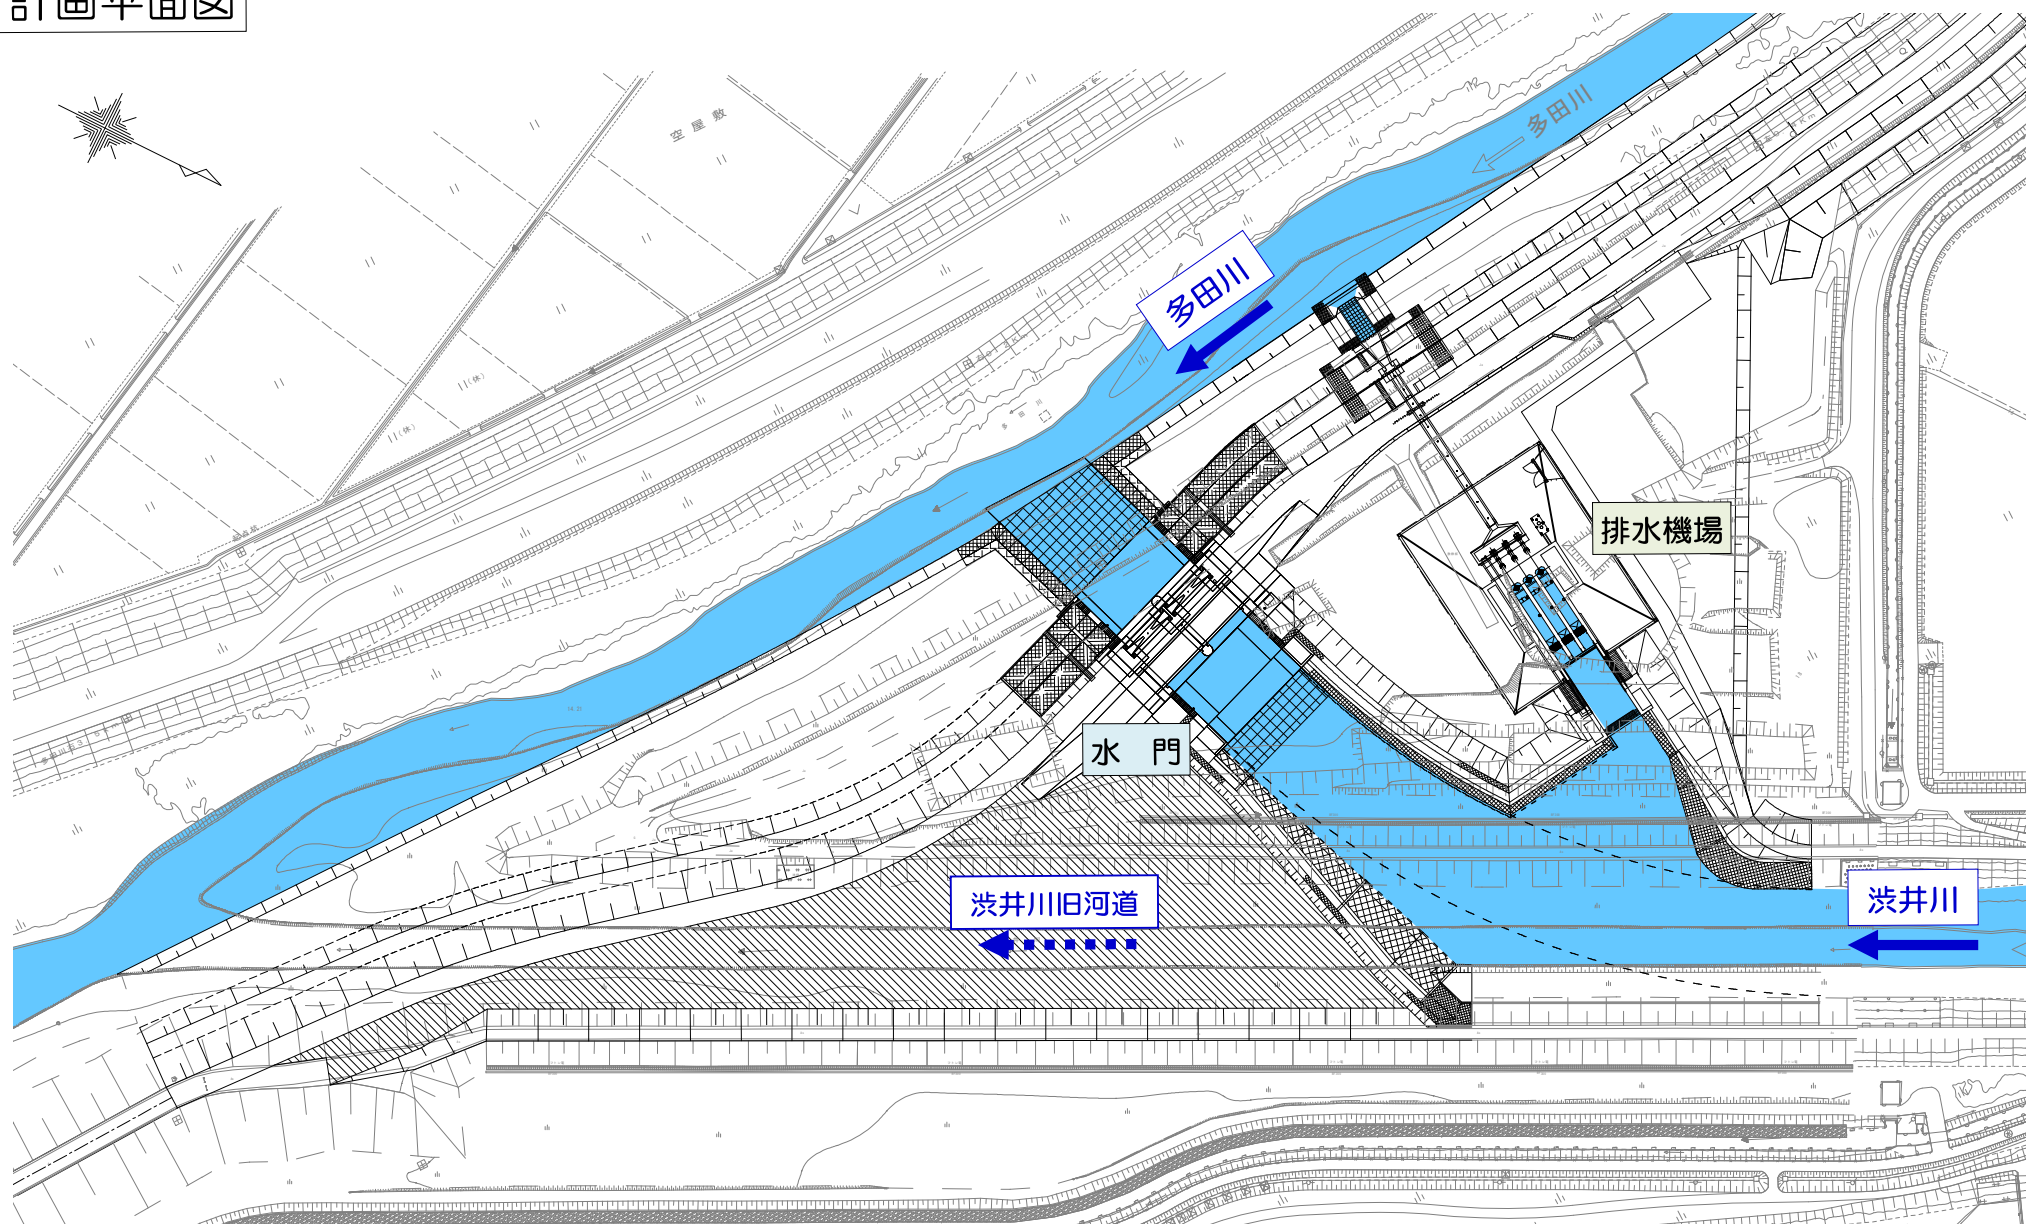 計画平面図
空屋敷
多田川
多田川
排水機場
水　門
渋井川旧河道
渋井川